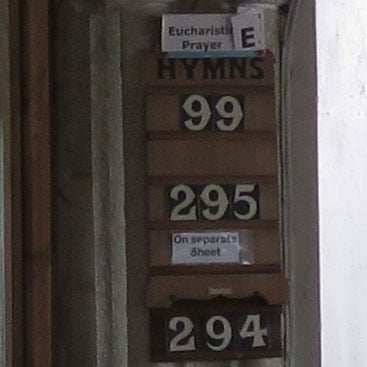 Eucharistic
Prayer E
HYMNS
99
295
On separate
Sheet
294